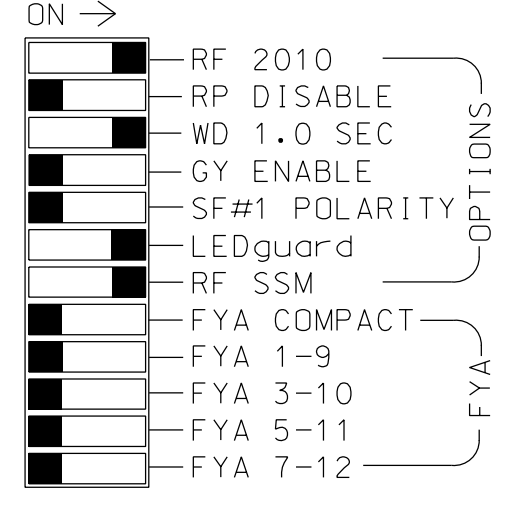 ON →
RF 2010
RP DISABLE
WD 1.0 SEC
GY ENABLE
SF#1 POLARITY
LEDguard
RF SSM
OPTIONS
FYA COMPACT
FYA 1-9
FYA 3-10
FYA 5-11
FYA 7-12
FYA